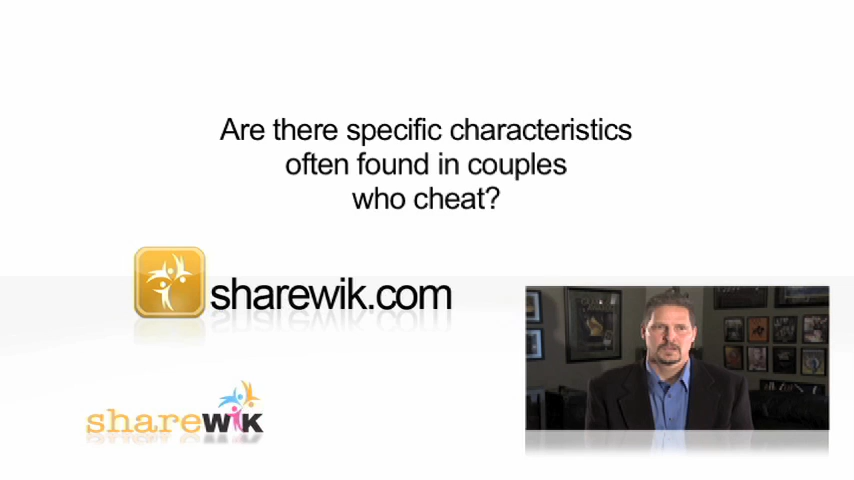 Are there specific characteristics
often found in couples
who cheat?
sharewik.com
sharewik